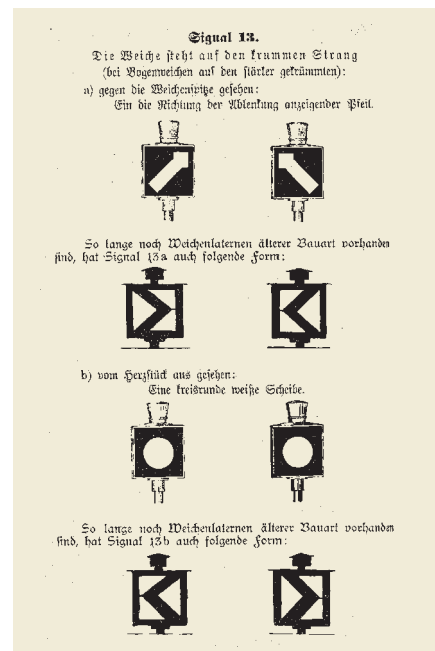 Signal 13.
Die Weiche steht auf den krummen Strang
(bei Bogenweichen auf den stärker gekrümmten):
a) gegen die Weichenspitze gesehen:
Ein die Richtung der Ablenkung anzeigender Pfeil.
So lange noch Weichenlaternen älterer Bauart vorhanden
sind, hat Signal 13a auch folgende Form:
b) vom Herzstück aus gesehen:
Eine kreisrunde weiße Scheibe.
So lange noch Weichenlaternen älterer Bauart vorhanden
sind, hat Signal 13b auch folgende Form: